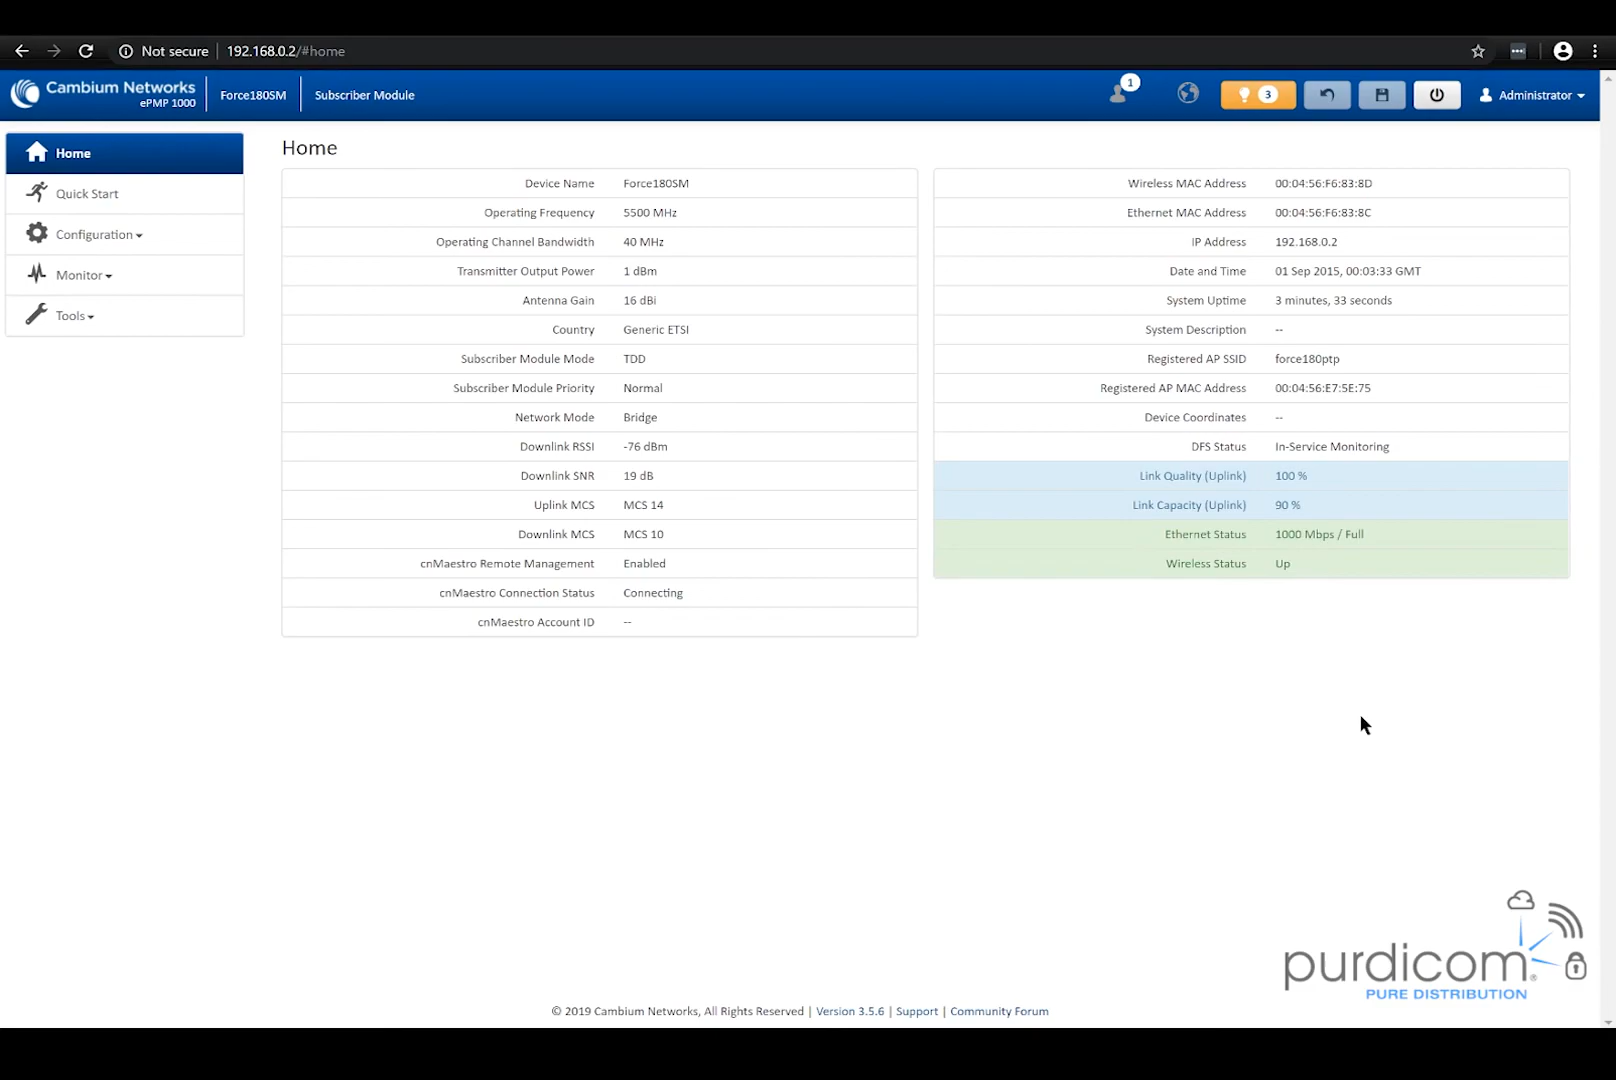 Not secure 192.168.0.2/#home
Cambium Networks
ePMP 1000
Force180SM
Subscriber Module
1
3
Administrator
Home
Quick Start
Configuration
Monitor
Tools
Home
Device Name Force180SM
Operating Frequency 5500 MHz
Operating Channel Bandwidth 40 MHz
Transmitter Output Power 1 dBm
Antenna Gain 16 dBi
Country Generic ETSI
Subscriber Module Mode TDD
Subscriber Module Priority Normal
Network Mode Bridge
Downlink RSSI -76 dBm
Downlink SNR 19 dB
Uplink MCS MCS 14
Downlink MCS MCS 10
cnMaestro Remote Management Enabled
cnMaestro Connection Status Connecting
cnMaestro Account ID --
Wireless MAC Address 00:04:56:F6:83:8D
Ethernet MAC Address 00:04:56:F6:83:8C
IP Address 192.168.0.2
Date and Time 01 Sep 2015, 00:03:33 GMT
System Uptime 3 minutes, 33 seconds
System Description --
Registered AP SSID force180ptp
Registered AP MAC Address 00:04:56:E7:5E:75
Device Coordinates --
DFS Status In-Service Monitoring
Link Quality (Uplink) 100 %
Link Capacity (Uplink) 90 %
Ethernet Status 1000 Mbps / Full
Wireless Status Up
purdicom®
PURE DISTRIBUTION
© 2019 Cambium Networks, All Rights Reserved | Version 3.5.6 | Support | Community Forum